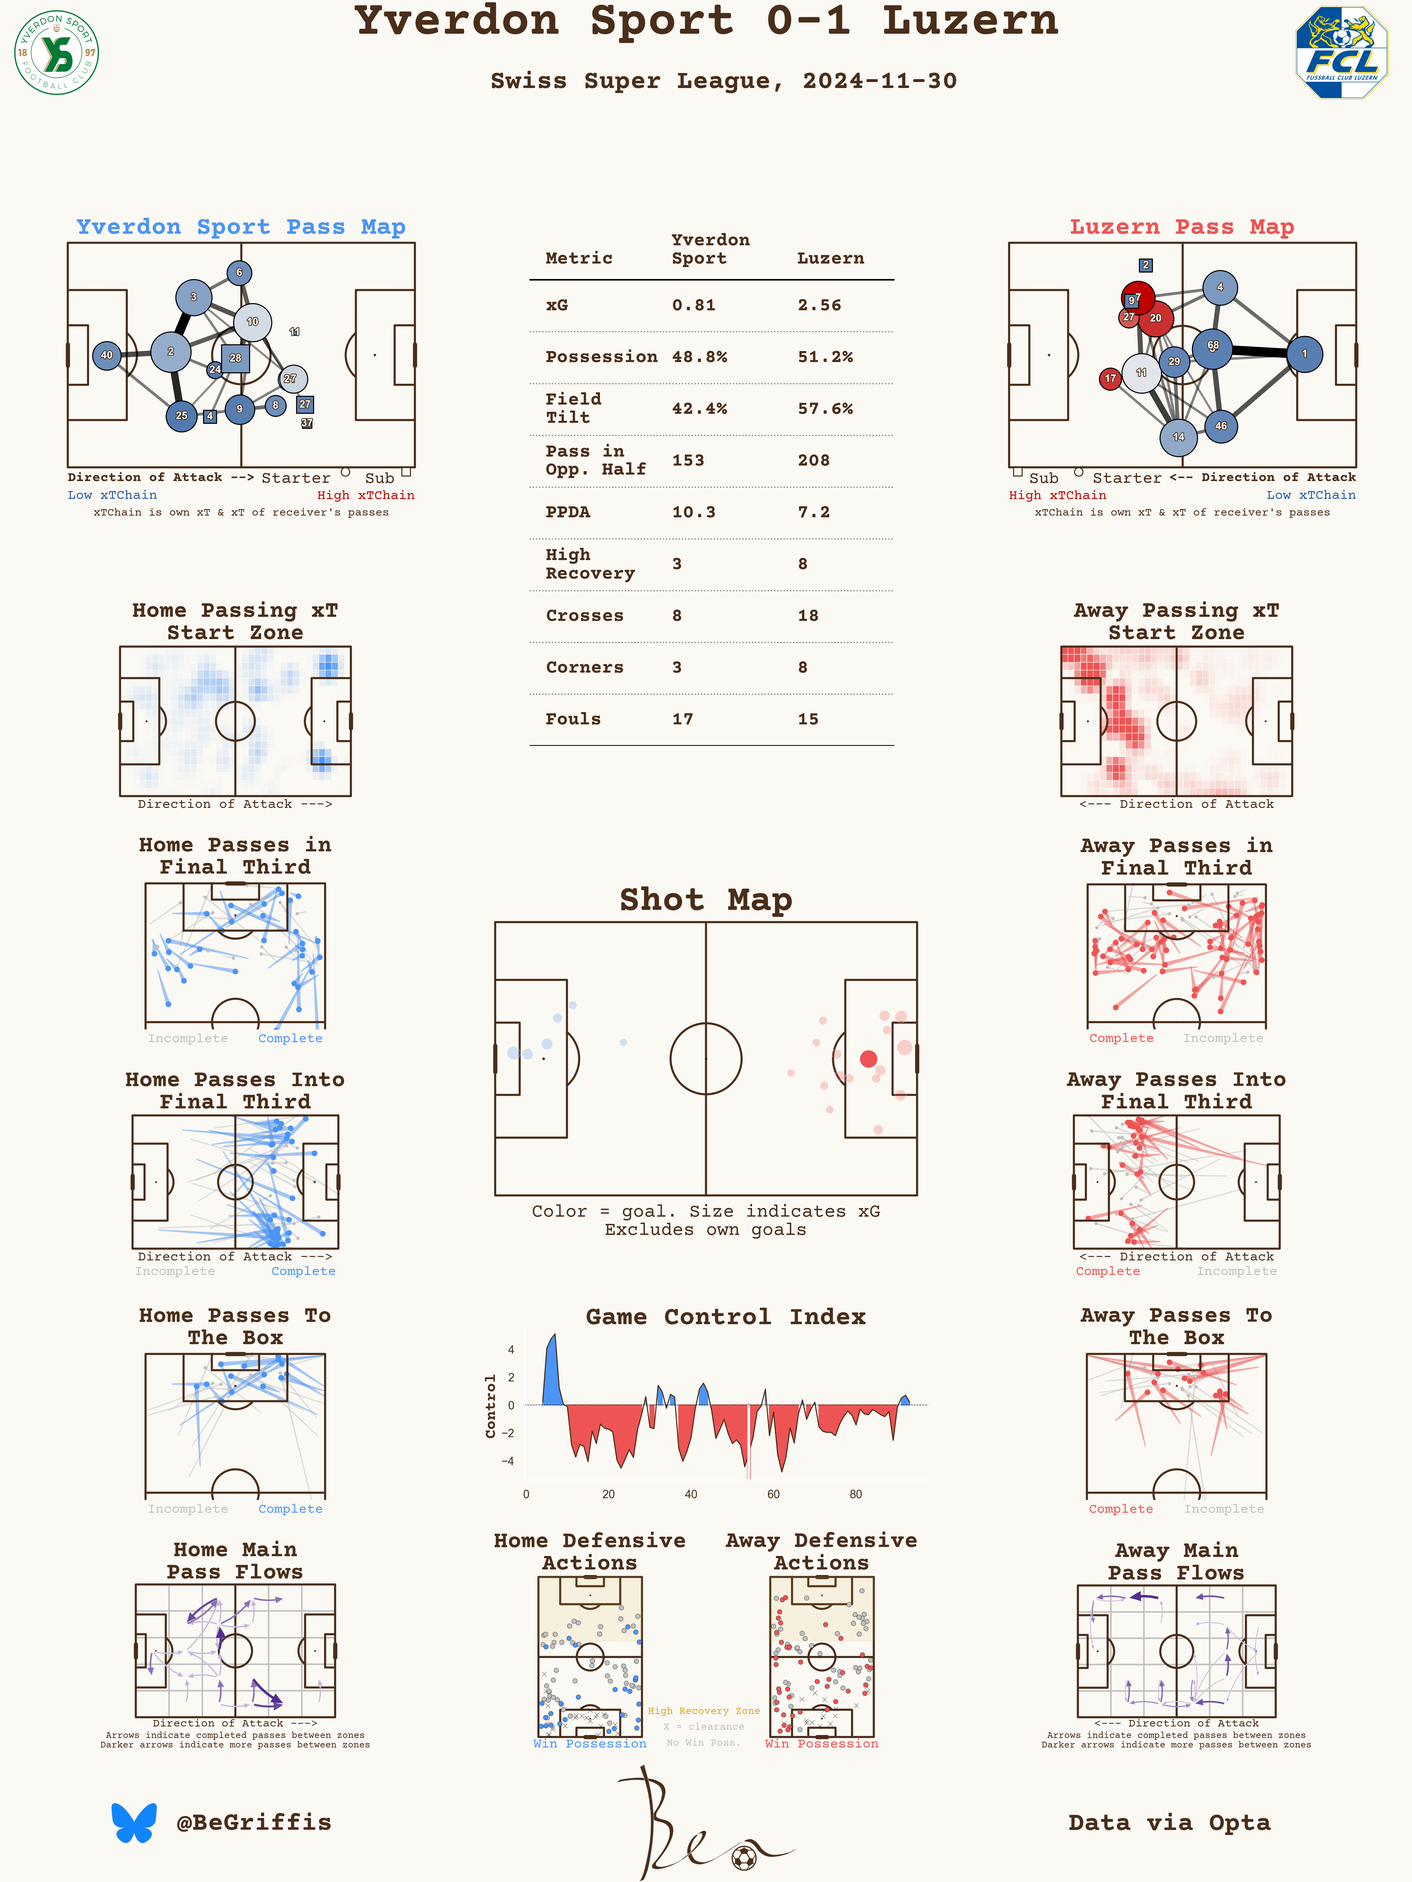 Yverdon Sport 0-1 Luzern
Swiss Super League, 2024-11-30
YVERDON SPORT
18 97
FOOTBALL CLUB
FCL
FUSSBALL CLUB LUZERN
Yverdon Sport Pass Map
6
3
10
11
40
2
28
24
27
25
4
9
8
27
37
Direction of Attack --> Starter Sub
Low xTChain High xTChain
xTChain is own xT & xT of receiver's passes
Metric Yverdon Sport Luzern
xG 0.81 2.56
Possession 48.8% 51.2%
Field Tilt 42.4% 57.6%
Pass in Opp. Half 153 208
PPDA 10.3 7.2
High Recovery 3 8
Crosses 8 18
Corners 3 8
Fouls 17 15
Luzern Pass Map
2
4
7
9
27
20
68
1
29
11
17
46
14
Sub Starter <-- Direction of Attack
High xTChain Low xTChain
xTChain is own xT & xT of receiver's passes
Home Passing xT
Start Zone
Direction of Attack --->
Away Passing xT
Start Zone
<--- Direction of Attack
Home Passes in
Final Third
Incomplete Complete
Shot Map
Color = goal. Size indicates xG
Excludes own goals
Away Passes in
Final Third
Complete Incomplete
Home Passes Into
Final Third
Direction of Attack --->
Incomplete Complete
Away Passes Into
Final Third
<--- Direction of Attack
Complete Incomplete
Home Passes To
The Box
Incomplete Complete
Game Control Index
Control
4
2
0
−2
−4
0 20 40 60 80
Away Passes To
The Box
Complete Incomplete
Home Main
Pass Flows
Direction of Attack --->
Arrows indicate completed passes between zones
Darker arrows indicate more passes between zones
Home Defensive
Actions
Win Possession
High Recovery Zone
X = clearance
No Win Poss.
Away Defensive
Actions
Win Possession
Away Main
Pass Flows
<--- Direction of Attack
Arrows indicate completed passes between zones
Darker arrows indicate more passes between zones
@BeGriffis
Ben
Data via Opta